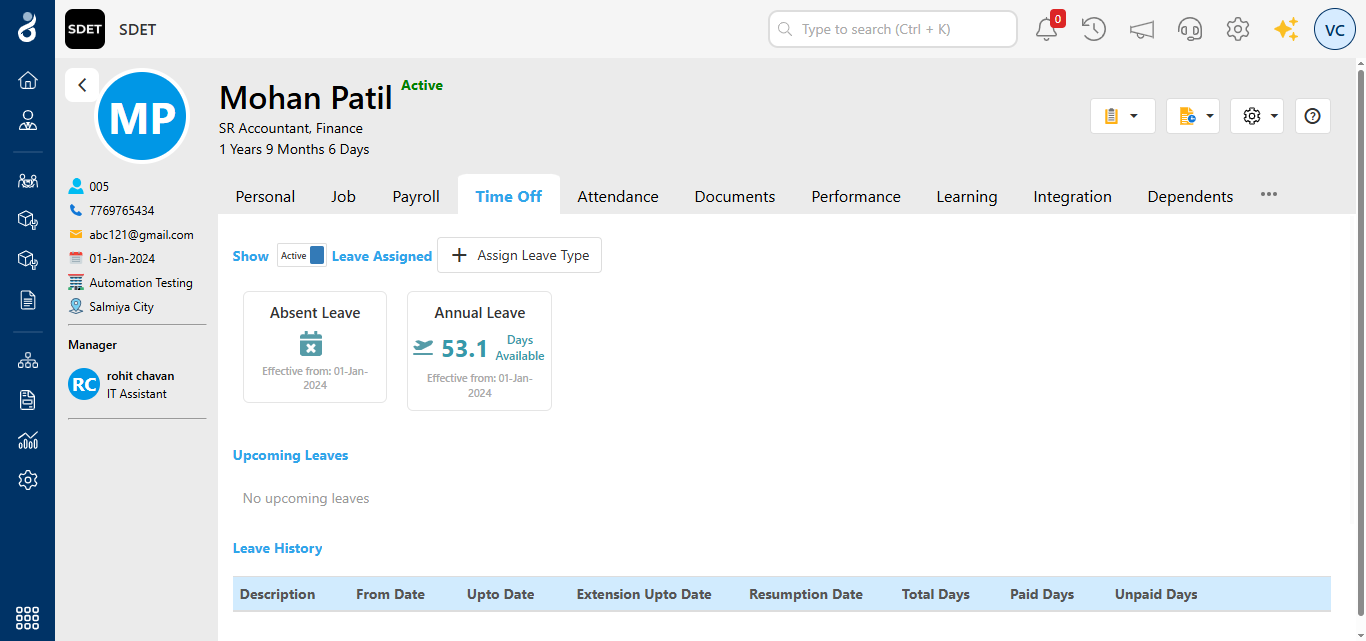 SDET
SDET
Type to search (Ctrl + K)
0
VC
MP
Mohan Patil
Active
SR Accountant, Finance
1 Years 9 Months 6 Days
005
7769765434
abc121@gmail.com
01-Jan-2024
Automation Testing
Salmiya City
Manager
RC
rohit chavan
IT Assistant
Personal Job Payroll Time Off Attendance Documents Performance Learning Integration Dependents
Show Active Leave Assigned
Assign Leave Type
Absent Leave
Effective from: 01-Jan-
2024
Annual Leave
53.1 Days
Available
Effective from: 01-Jan-
2024
Upcoming Leaves
No upcoming leaves
Leave History
Description From Date Upto Date Extension Upto Date Resumption Date Total Days Paid Days Unpaid Days